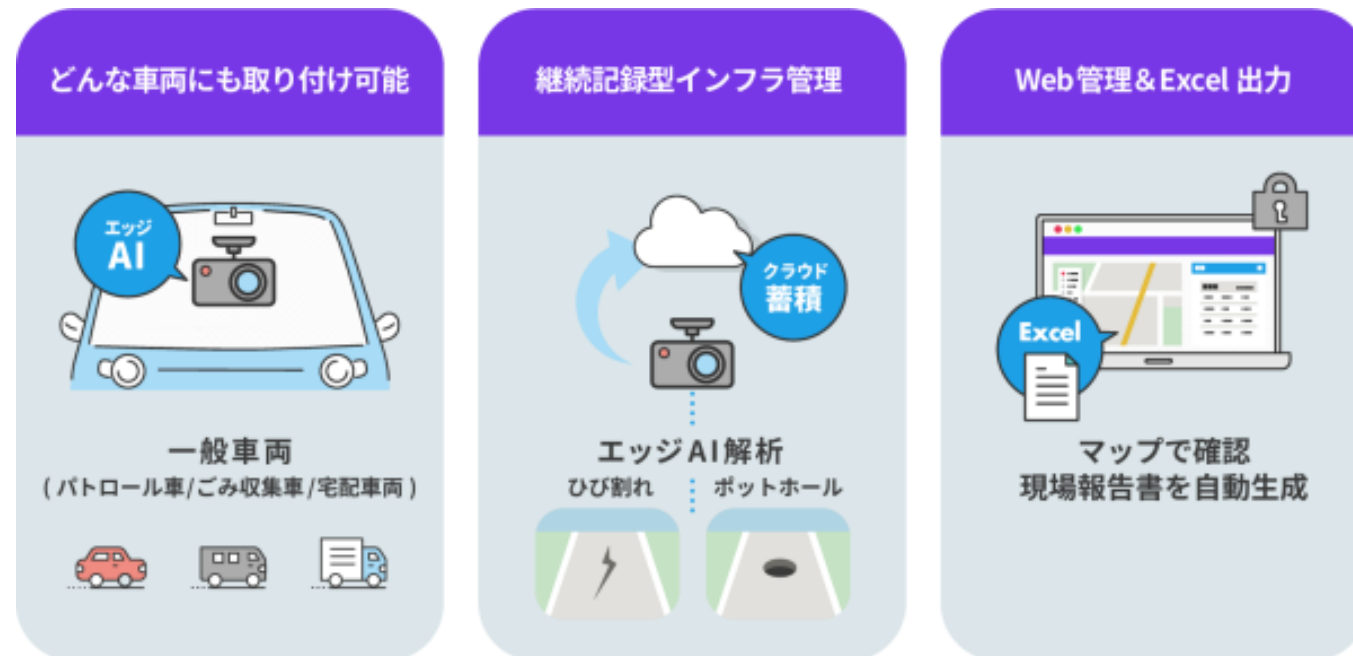 どんな車両にも取り付け可能
エッジ
AI
一般車両
(パトロール車/ごみ収集車/宅配車両)
継続記録型インフラ管理
クラウド
蓄積
エッジAI解析
ひび割れ
ポットホール
Web管理&Excel 出力
Excel
マップで確認
現場報告書を自動生成